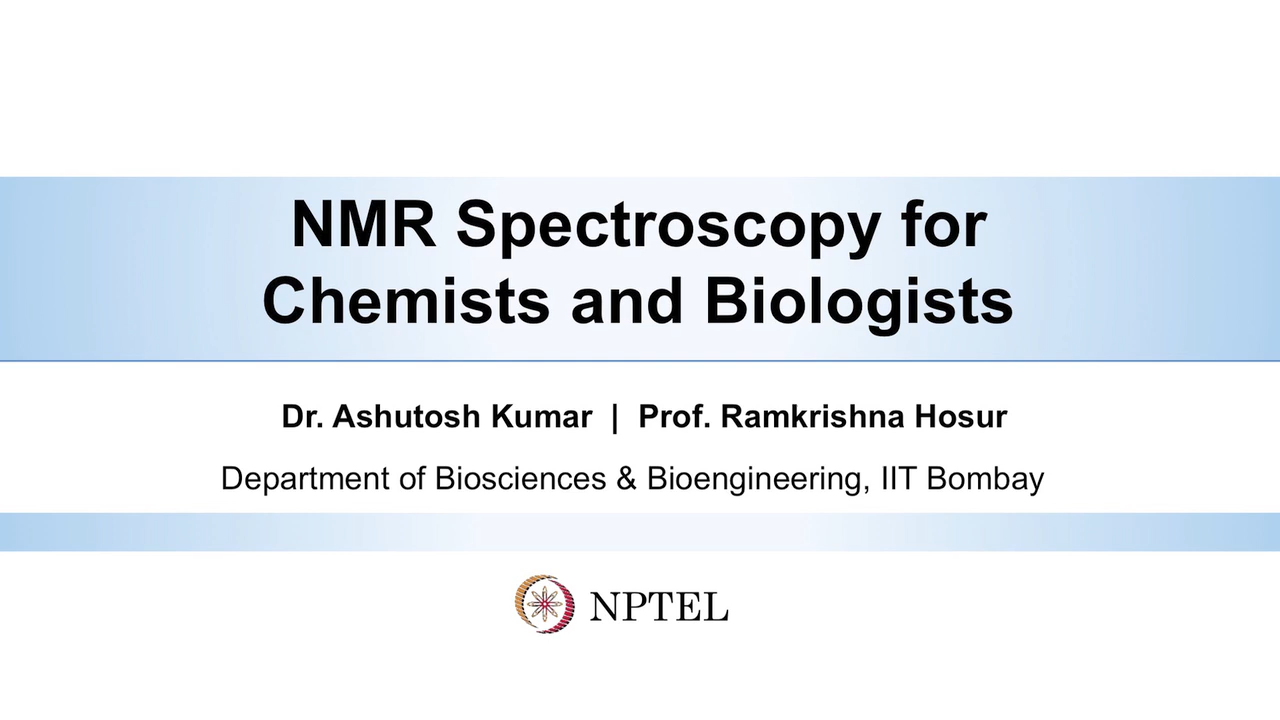 NMR Spectroscopy for
Chemists and Biologists
Dr. Ashutosh Kumar | Prof. Ramkrishna Hosur
Department of Biosciences & Bioengineering, IIT Bombay
NPTEL